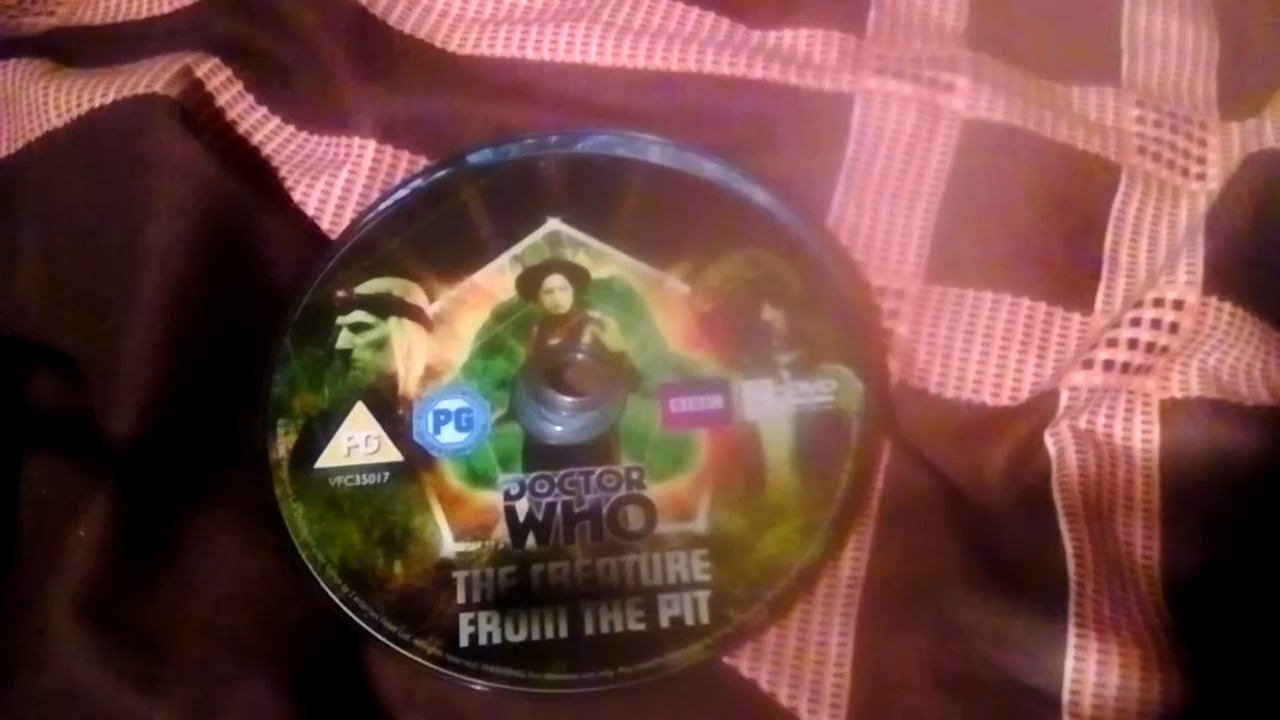 PG
PG
BBC
DVD
VFC35017
DOCTOR
WHO
THE CREATURE
FROM THE PIT